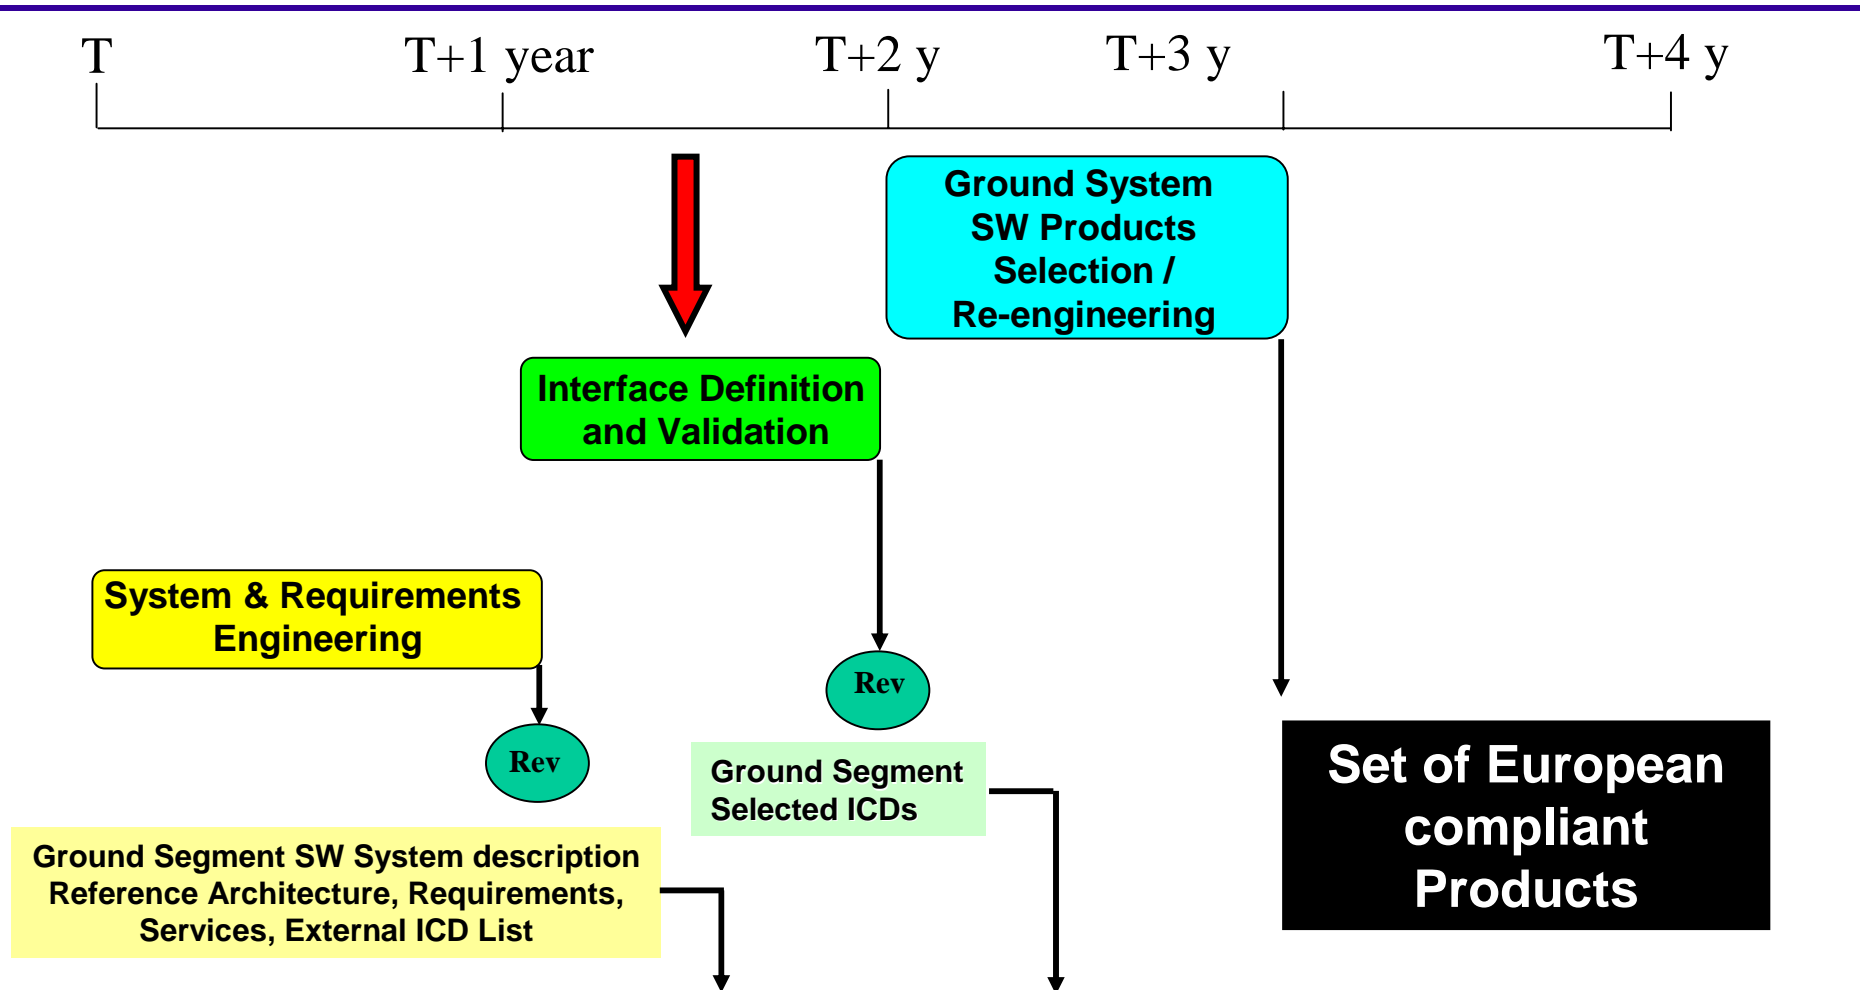 T
T+1 year
T+2 y
T+3 y
T+4 y
Ground System
SW Products
Selection /
Re-engineering
Interface Definition
and Validation
System & Requirements
Engineering
Rev
Rev
Ground Segment
Selected ICDs
Set of European
compliant
Products
Ground Segment SW System description
Reference Architecture, Requirements,
Services, External ICD List